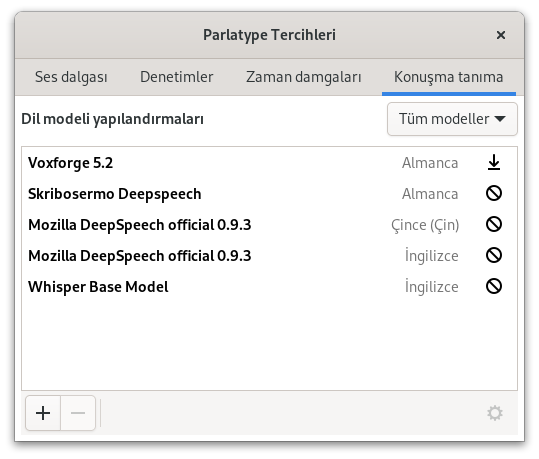 Parlatype Tercihleri
Ses dalgası Denetimler Zaman damgaları Konuşma tanıma
Dil modeli yapılandırmaları Tüm modeller
Voxforge 5.2 Almanca
Skribosermo Deepspeech Almanca
Mozilla DeepSpeech official 0.9.3 Çince (Çin)
Mozilla DeepSpeech official 0.9.3 İngilizce
Whisper Base Model İngilizce